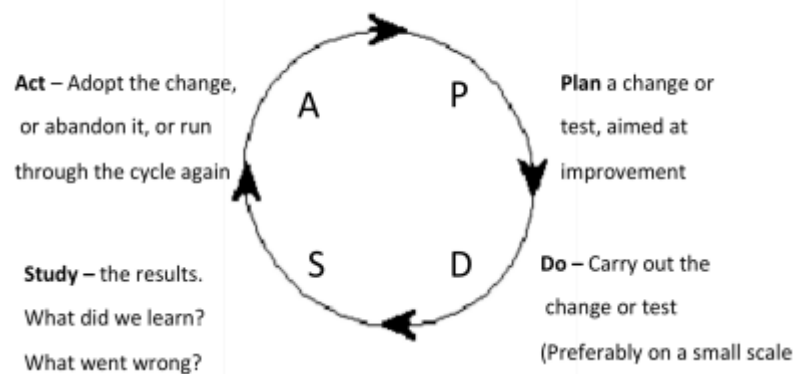 Act – Adopt the change,
or abandon it, or run
through the cycle again
A
P
Plan a change or
test, aimed at
improvement
S
D
Study – the results.
What did we learn?
What went wrong?
Do – Carry out the
change or test
(Preferably on a small scale